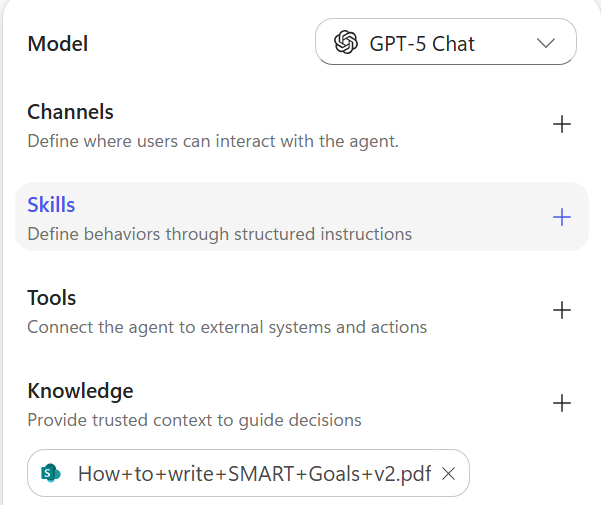 Model
GPT-5 Chat
Channels
Define where users can interact with the agent.
Skills
Define behaviors through structured instructions
Tools
Connect the agent to external systems and actions
Knowledge
Provide trusted context to guide decisions
How+to+write+SMART+Goals+v2.pdf